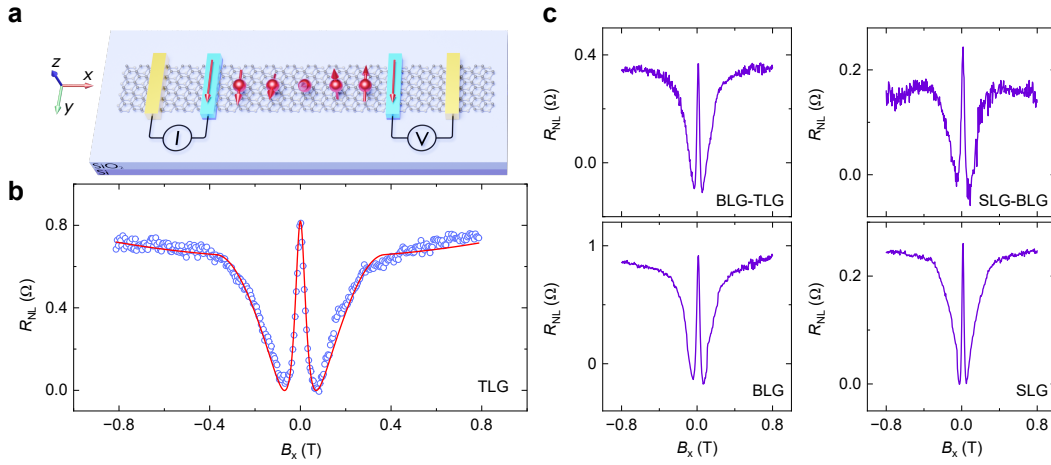 a
z
x
y
I
V
SiO₂
Si
b
R_NL (Ω)
0.8
0.4
0.0
TLG
−0.8 −0.4 0.0 0.4 0.8
B_x (T)
c
R_NL (Ω)
0.4
0.0
BLG-TLG
R_NL (Ω)
0.2
0.0
SLG-BLG
R_NL (Ω)
1
0
BLG
−0.8 0.0 0.8
B_x (T)
R_NL (Ω)
0.2
0.0
SLG
−0.8 0.0 0.8
B_x (T)